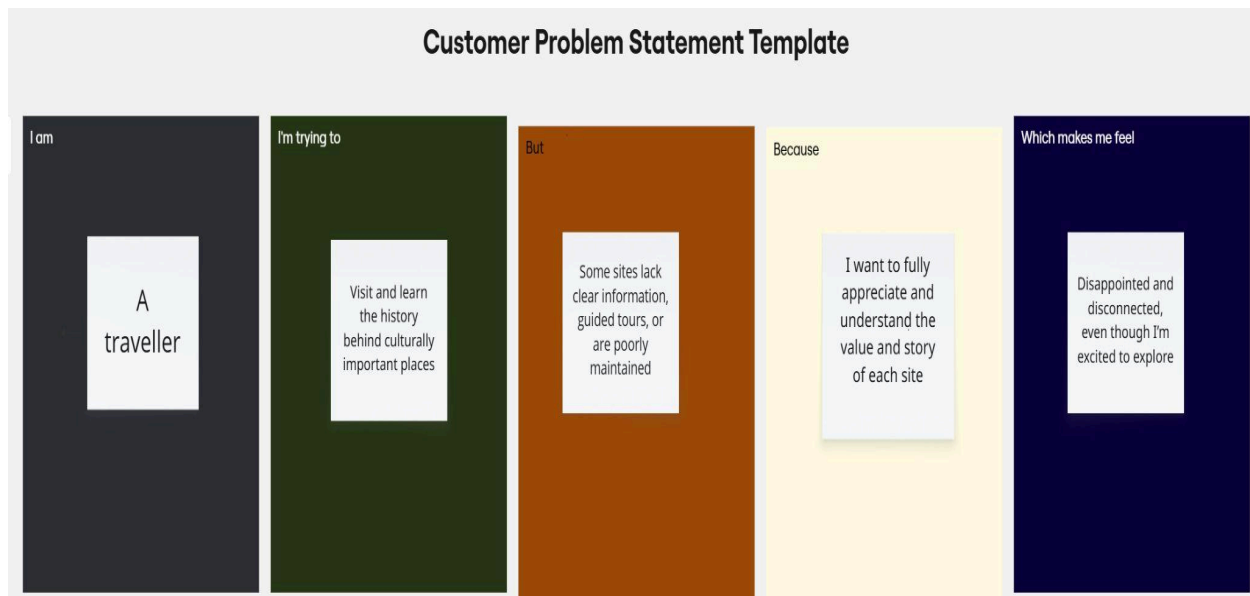 Customer Problem Statement Template
I am
A
traveller
I'm trying to
Visit and learn
the history
behind culturally
important places
But
Some sites lack
clear information,
guided tours, or
are poorly
maintained
Because
I want to fully
appreciate and
understand the
value and story
of each site
Which makes me feel
Disappointed and
disconnected,
even though I'm
excited to explore